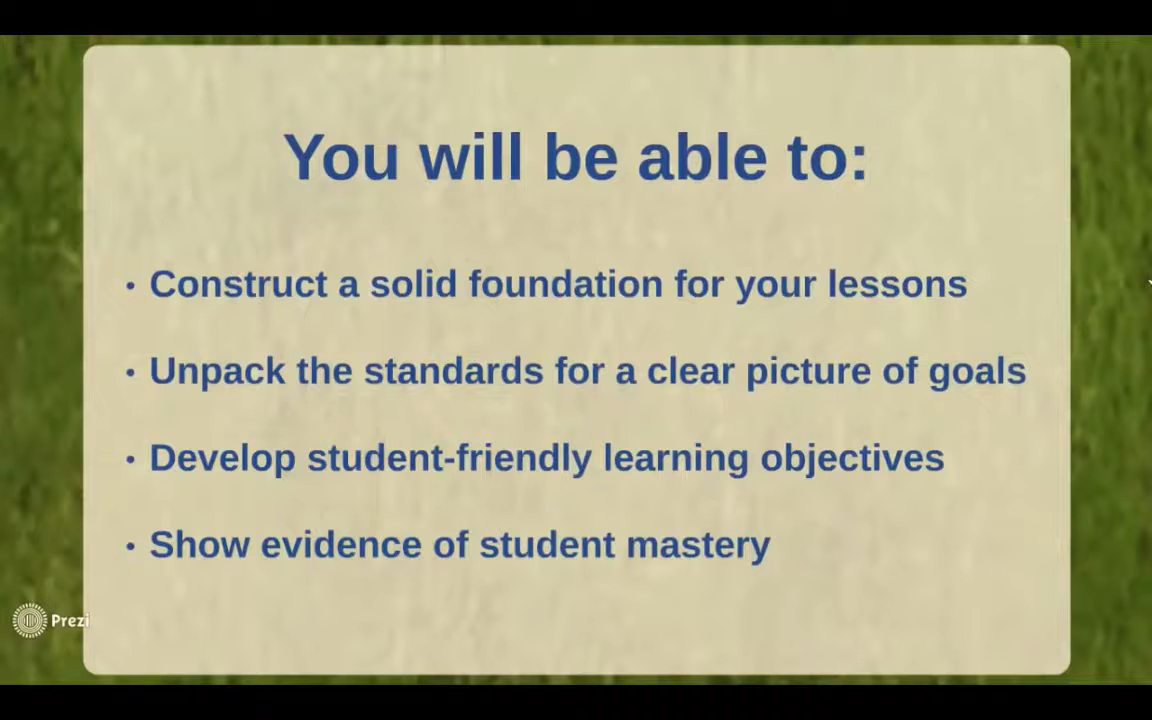 You will be able to:
• Construct a solid foundation for your lessons
• Unpack the standards for a clear picture of goals
• Develop student-friendly learning objectives
• Show evidence of student mastery
Prezi